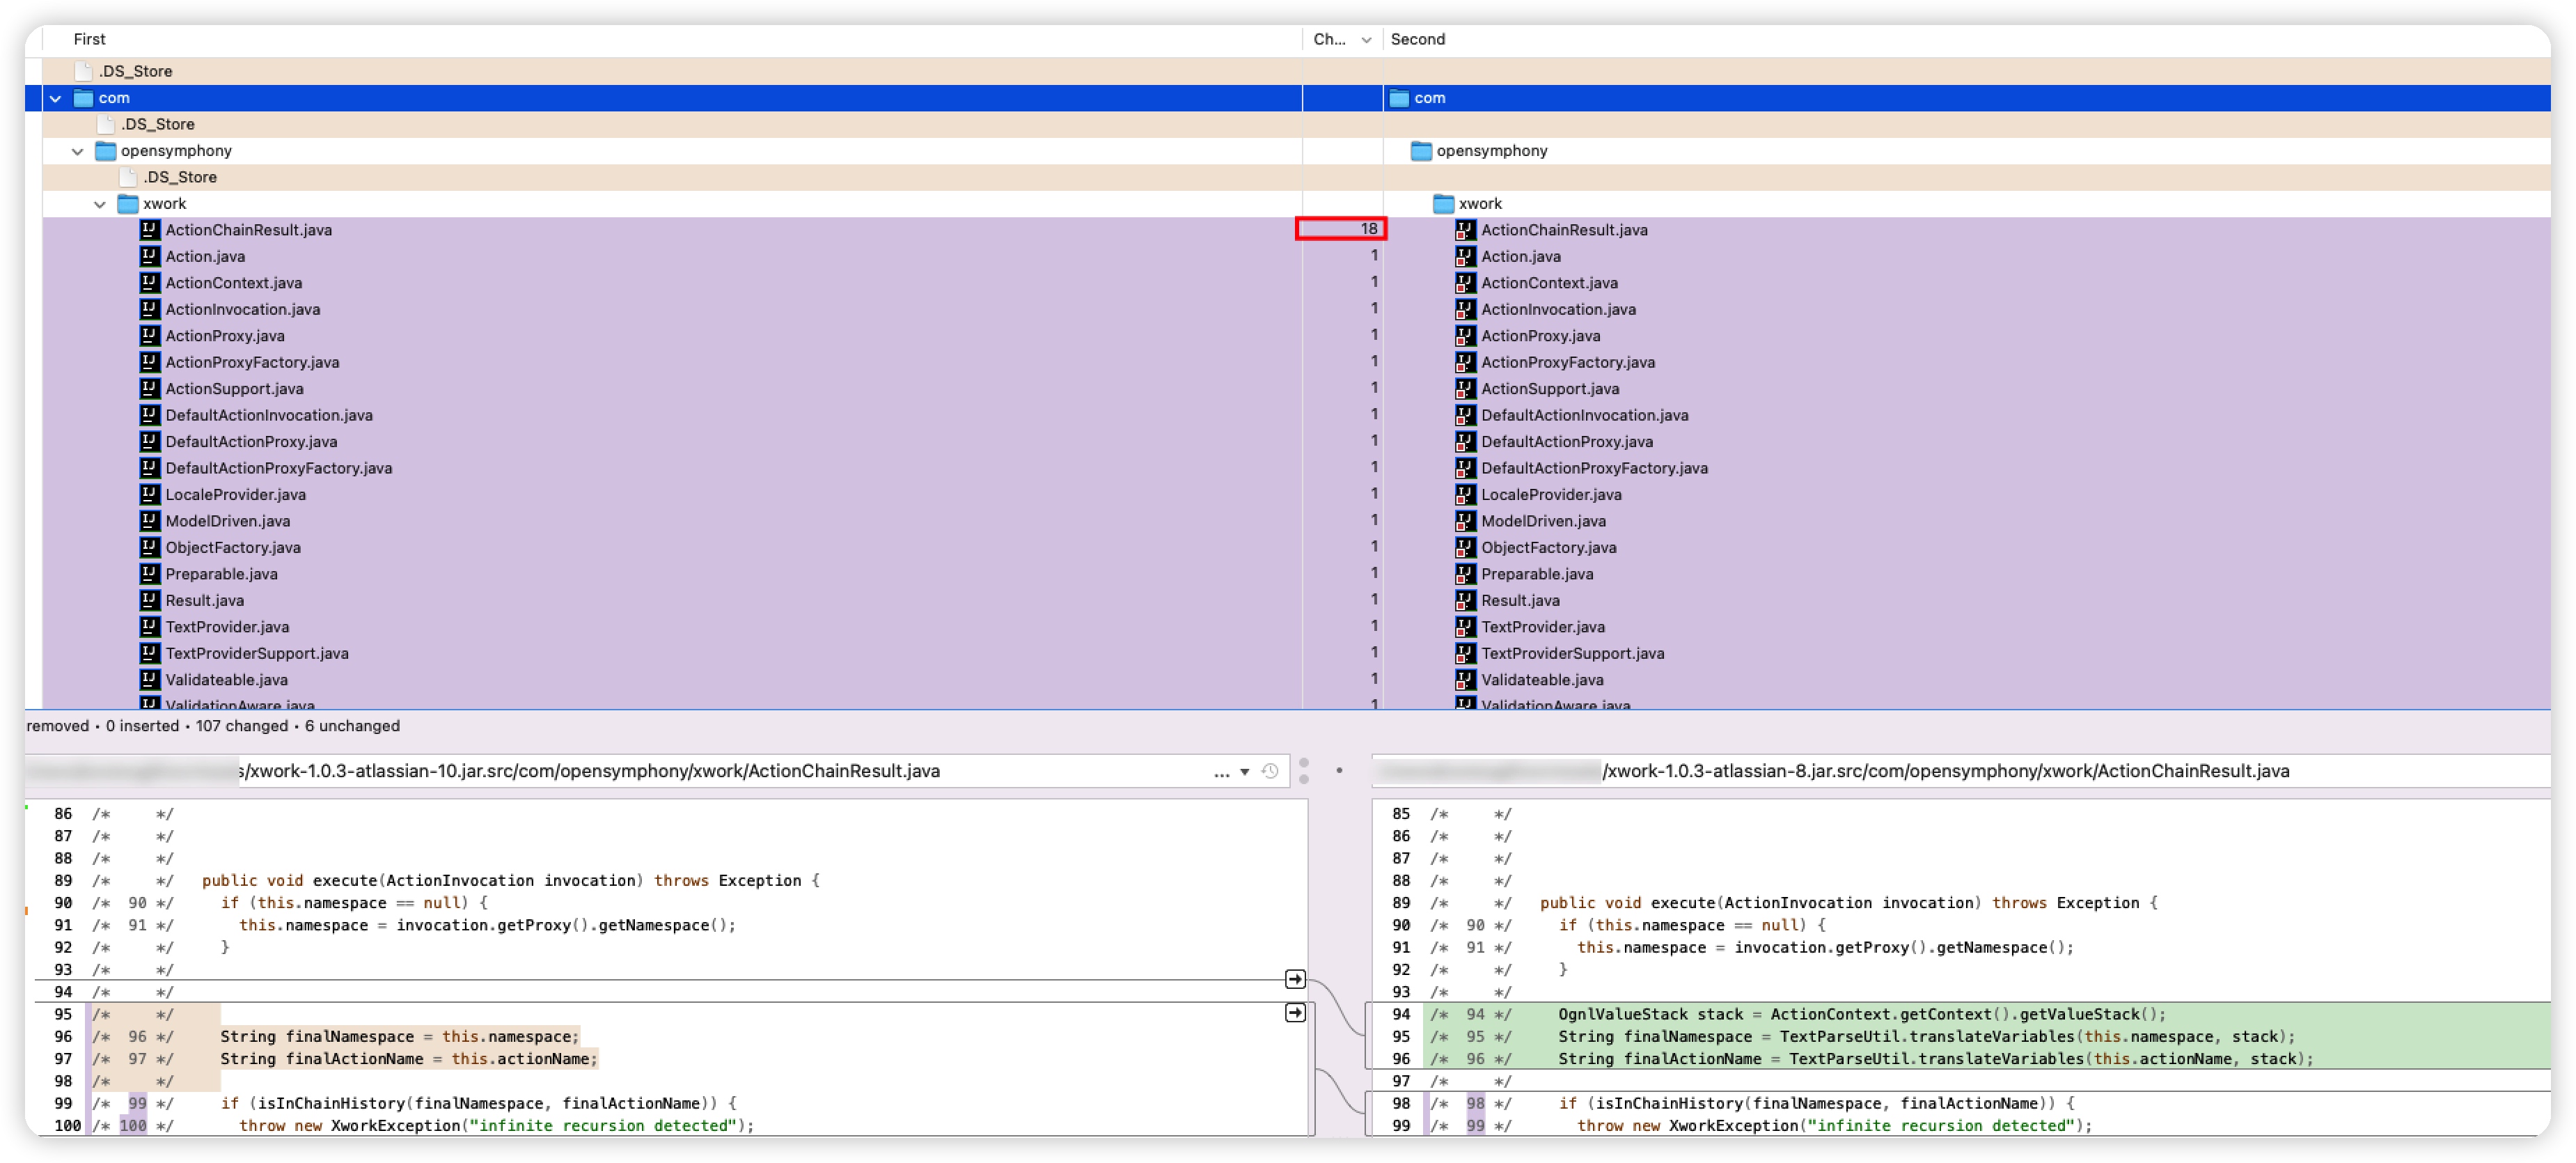 First Ch... Second
.DS_Store
com com
.DS_Store
opensymphony opensymphony
.DS_Store
xwork xwork
ActionChainResult.java 18 ActionChainResult.java
Action.java 1 Action.java
ActionContext.java 1 ActionContext.java
ActionInvocation.java 1 ActionInvocation.java
ActionProxy.java 1 ActionProxy.java
ActionProxyFactory.java 1 ActionProxyFactory.java
ActionSupport.java 1 ActionSupport.java
DefaultActionInvocation.java 1 DefaultActionInvocation.java
DefaultActionProxy.java 1 DefaultActionProxy.java
DefaultActionProxyFactory.java 1 DefaultActionProxyFactory.java
LocaleProvider.java 1 LocaleProvider.java
ModelDriven.java 1 ModelDriven.java
ObjectFactory.java 1 ObjectFactory.java
Preparable.java 1 Preparable.java
Result.java 1 Result.java
TextProvider.java 1 TextProvider.java
TextProviderSupport.java 1 TextProviderSupport.java
Validateable.java 1 Validateable.java
ValidationAware.java 1 ValidationAware.java
removed • 0 inserted • 107 changed • 6 unchanged
s/xwork-1.0.3-atlassian-10.jar.src/com/opensymphony/xwork/ActionChainResult.java ...
86 /* */
87 /* */
88 /* */
89 /* */ public void execute(ActionInvocation invocation) throws Exception {
90 /* 90 */ if (this.namespace == null) {
91 /* 91 */ this.namespace = invocation.getProxy().getNamespace();
92 /* */ }
93 /* */
94 /* */
95 /* */
96 /* 96 */ String finalNamespace = this.namespace;
97 /* 97 */ String finalActionName = this.actionName;
98 /* */
99 /* 99 */ if (isInChainHistory(finalNamespace, finalActionName)) {
100 /* 100 */ throw new XworkException("infinite recursion detected");
/xwork-1.0.3-atlassian-8.jar.src/com/opensymphony/xwork/ActionChainResult.java
85 /* */
86 /* */
87 /* */
88 /* */
89 /* */ public void execute(ActionInvocation invocation) throws Exception {
90 /* 90 */ if (this.namespace == null) {
91 /* 91 */ this.namespace = invocation.getProxy().getNamespace();
92 /* */ }
93 /* */
94 /* 94 */ OgnlValueStack stack = ActionContext.getContext().getValueStack();
95 /* 95 */ String finalNamespace = TextParseUtil.translateVariables(this.namespace, stack);
96 /* 96 */ String finalActionName = TextParseUtil.translateVariables(this.actionName, stack);
97 /* */
98 /* 98 */ if (isInChainHistory(finalNamespace, finalActionName)) {
99 /* 99 */ throw new XworkException("infinite recursion detected");